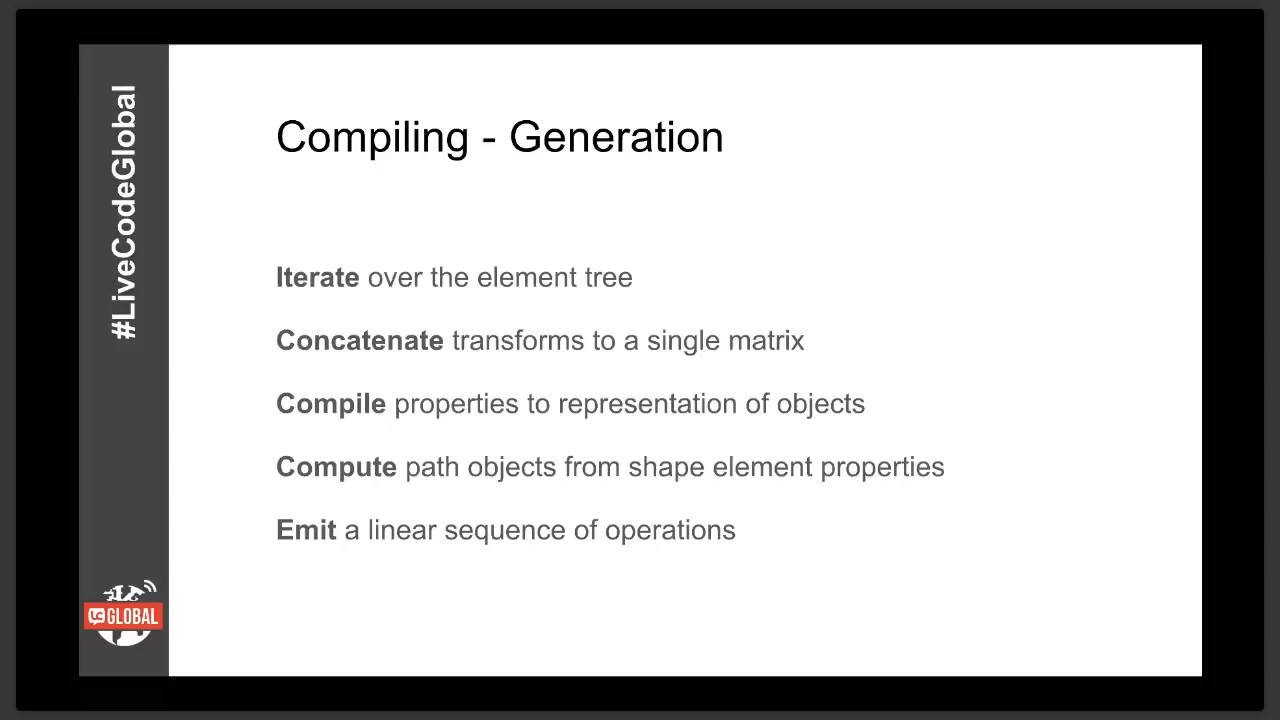 #LiveCodeGlobal
Compiling - Generation
Iterate over the element tree
Concatenate transforms to a single matrix
Compile properties to representation of objects
Compute path objects from shape element properties
Emit a linear sequence of operations
LC GLOBAL